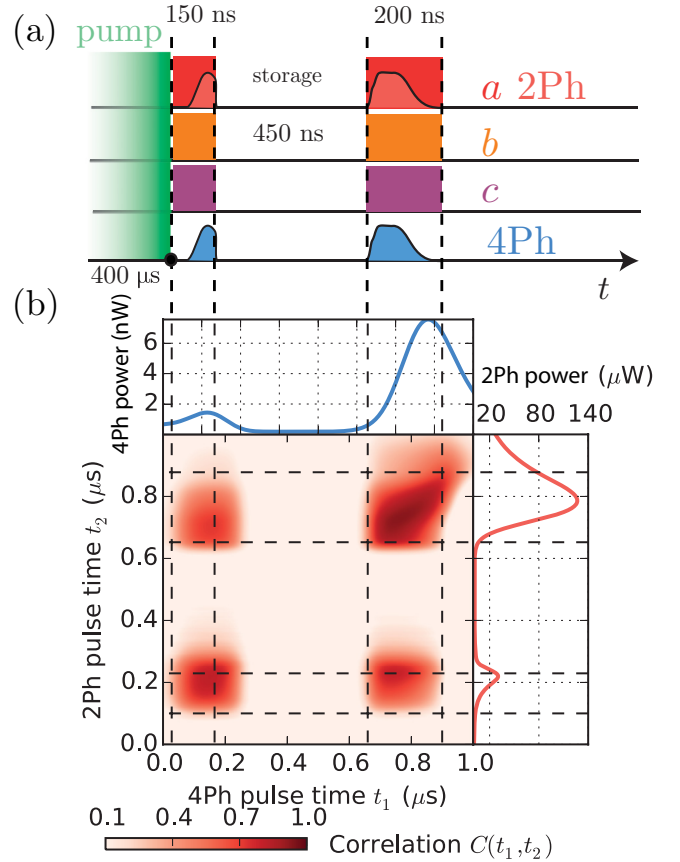 (a)
150 ns
200 ns
pump
storage
a 2Ph
450 ns
b
c
4Ph
400 µs
t
(b)
4Ph power (nW)
6
4
2
2Ph power (µW)
20 80 140
2Ph pulse time t₂ (µs)
0.8
0.6
0.4
0.2
0.0
0.0 0.2 0.4 0.6 0.8 1.0
4Ph pulse time t₁ (µs)
0.1 0.4 0.7 1.0
Correlation C(t₁,t₂)